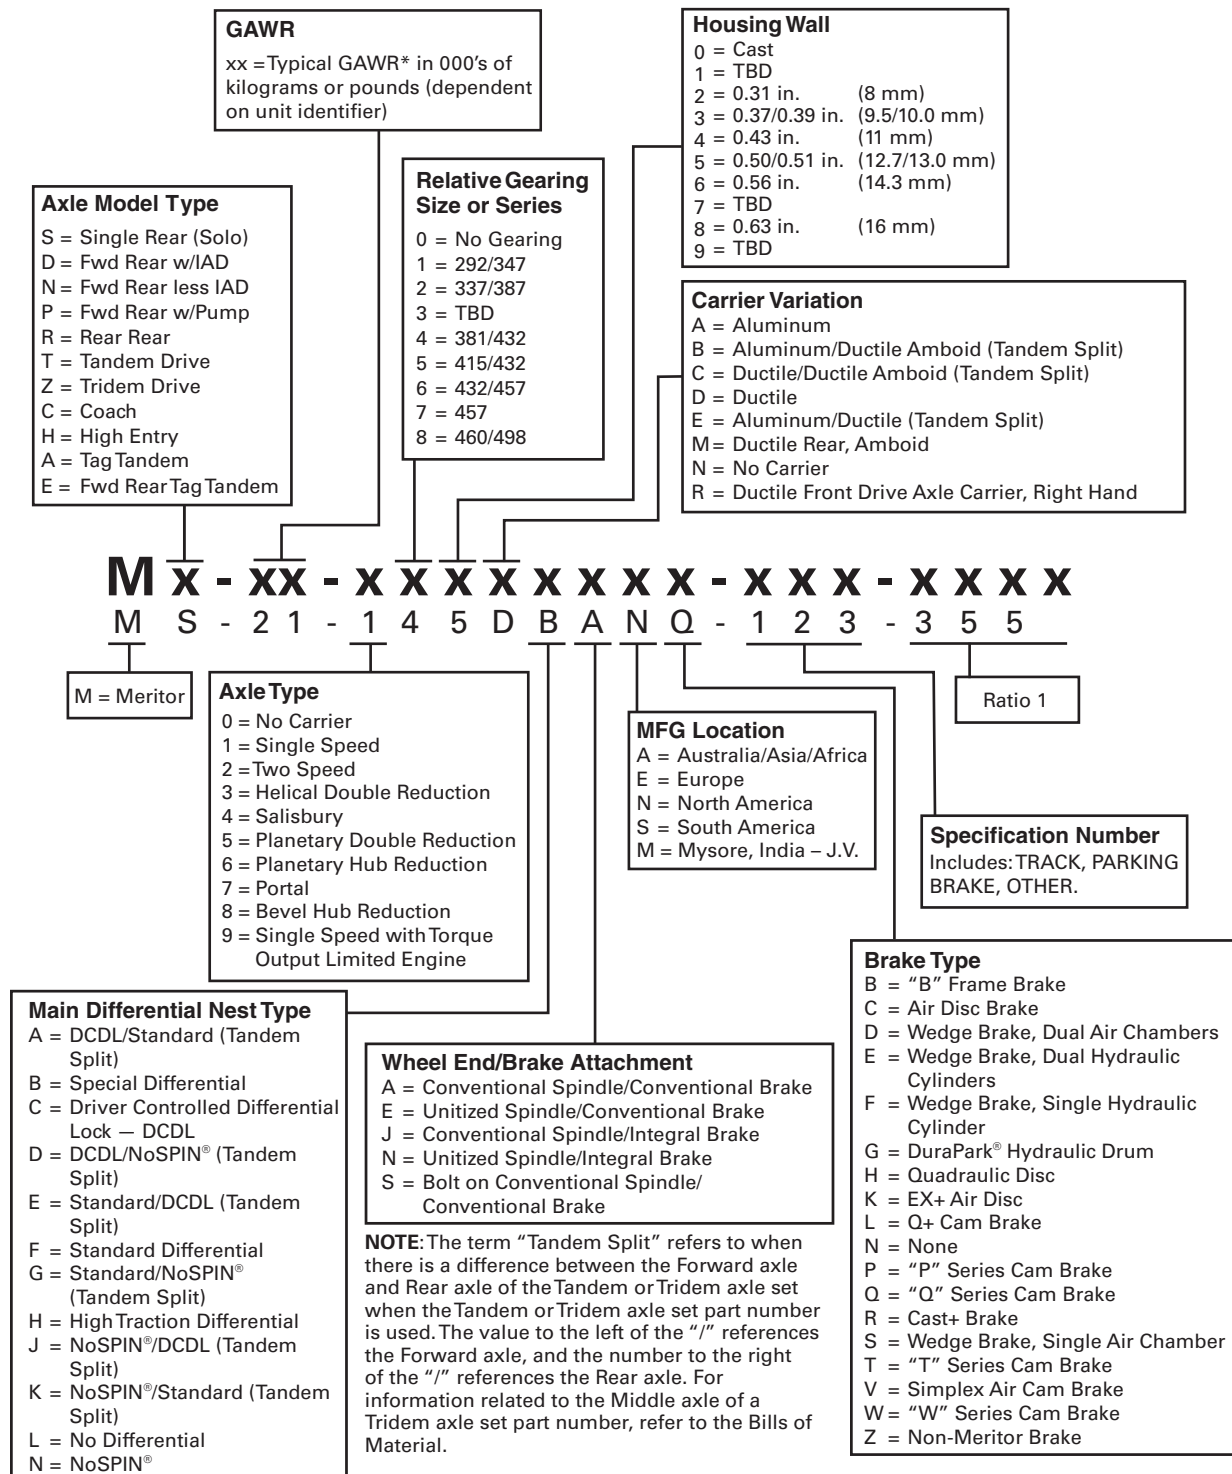 GAWR
xx =Typical GAWR* in 000's of
kilograms or pounds (dependent
on unit identifier)
Housing Wall
0 = Cast
1 = TBD
2 = 0.31 in. (8 mm)
3 = 0.37/0.39 in. (9.5/10.0 mm)
4 = 0.43 in. (11 mm)
5 = 0.50/0.51 in. (12.7/13.0 mm)
6 = 0.56 in. (14.3 mm)
7 = TBD
8 = 0.63 in. (16 mm)
9 = TBD
Axle Model Type
S = Single Rear (Solo)
D = Fwd Rear w/IAD
N = Fwd Rear less IAD
P = Fwd Rear w/Pump
R = Rear Rear
T = Tandem Drive
Z = Tridem Drive
C = Coach
H = High Entry
A = Tag Tandem
E = Fwd Rear Tag Tandem
Relative Gearing
Size or Series
0 = No Gearing
1 = 292/347
2 = 337/387
3 = TBD
4 = 381/432
5 = 415/432
6 = 432/457
7 = 457
8 = 460/498
Carrier Variation
A = Aluminum
B = Aluminum/Ductile Amboid (Tandem Split)
C = Ductile/Ductile Amboid (Tandem Split)
D = Ductile
E = Aluminum/Ductile (Tandem Split)
M = Ductile Rear, Amboid
N = No Carrier
R = Ductile Front Drive Axle Carrier, Right Hand
M x - xx - x x x x x x x x - x x x - x x x x
M S - 2 1 - 1 4 5 D B A N Q - 1 2 3 - 3 5 5
M = Meritor
Axle Type
0 = No Carrier
1 = Single Speed
2 =Two Speed
3 = Helical Double Reduction
4 = Salisbury
5 = Planetary Double Reduction
6 = Planetary Hub Reduction
7 = Portal
8 = Bevel Hub Reduction
9 = Single Speed with Torque
Output Limited Engine
MFG Location
A = Australia/Asia/Africa
E = Europe
N = North America
S = South America
M = Mysore, India – J.V.
Ratio 1
Specification Number
Includes: TRACK, PARKING
BRAKE, OTHER.
Main Differential Nest Type
A = DCDL/Standard (Tandem
Split)
B = Special Differential
C = Driver Controlled Differential
Lock — DCDL
D = DCDL/NoSPIN® (Tandem
Split)
E = Standard/DCDL (Tandem
Split)
F = Standard Differential
G = Standard/NoSPIN®
(Tandem Split)
H = High Traction Differential
J = NoSPIN®/DCDL (Tandem
Split)
K = NoSPIN®/Standard (Tandem
Split)
L = No Differential
N = NoSPIN®
Wheel End/Brake Attachment
A = Conventional Spindle/Conventional Brake
E = Unitized Spindle/Conventional Brake
J = Conventional Spindle/Integral Brake
N = Unitized Spindle/Integral Brake
S = Bolt on Conventional Spindle/
Conventional Brake
NOTE: The term “Tandem Split” refers to when
there is a difference between the Forward axle
and Rear axle of the Tandem or Tridem axle set
when the Tandem or Tridem axle set part number
is used. The value to the left of the “/” references
the Forward axle, and the number to the right
of the “/” references the Rear axle. For
information related to the Middle axle of a
Tridem axle set part number, refer to the Bills of
Material.
Brake Type
B = “B” Frame Brake
C = Air Disc Brake
D = Wedge Brake, Dual Air Chambers
E = Wedge Brake, Dual Hydraulic
Cylinders
F = Wedge Brake, Single Hydraulic
Cylinder
G = DuraPark® Hydraulic Drum
H = Quadraulic Disc
K = EX+ Air Disc
L = Q+ Cam Brake
N = None
P = “P” Series Cam Brake
Q = “Q” Series Cam Brake
R = Cast+ Brake
S = Wedge Brake, Single Air Chamber
T = “T” Series Cam Brake
V = Simplex Air Cam Brake
W = “W” Series Cam Brake
Z = Non-Meritor Brake